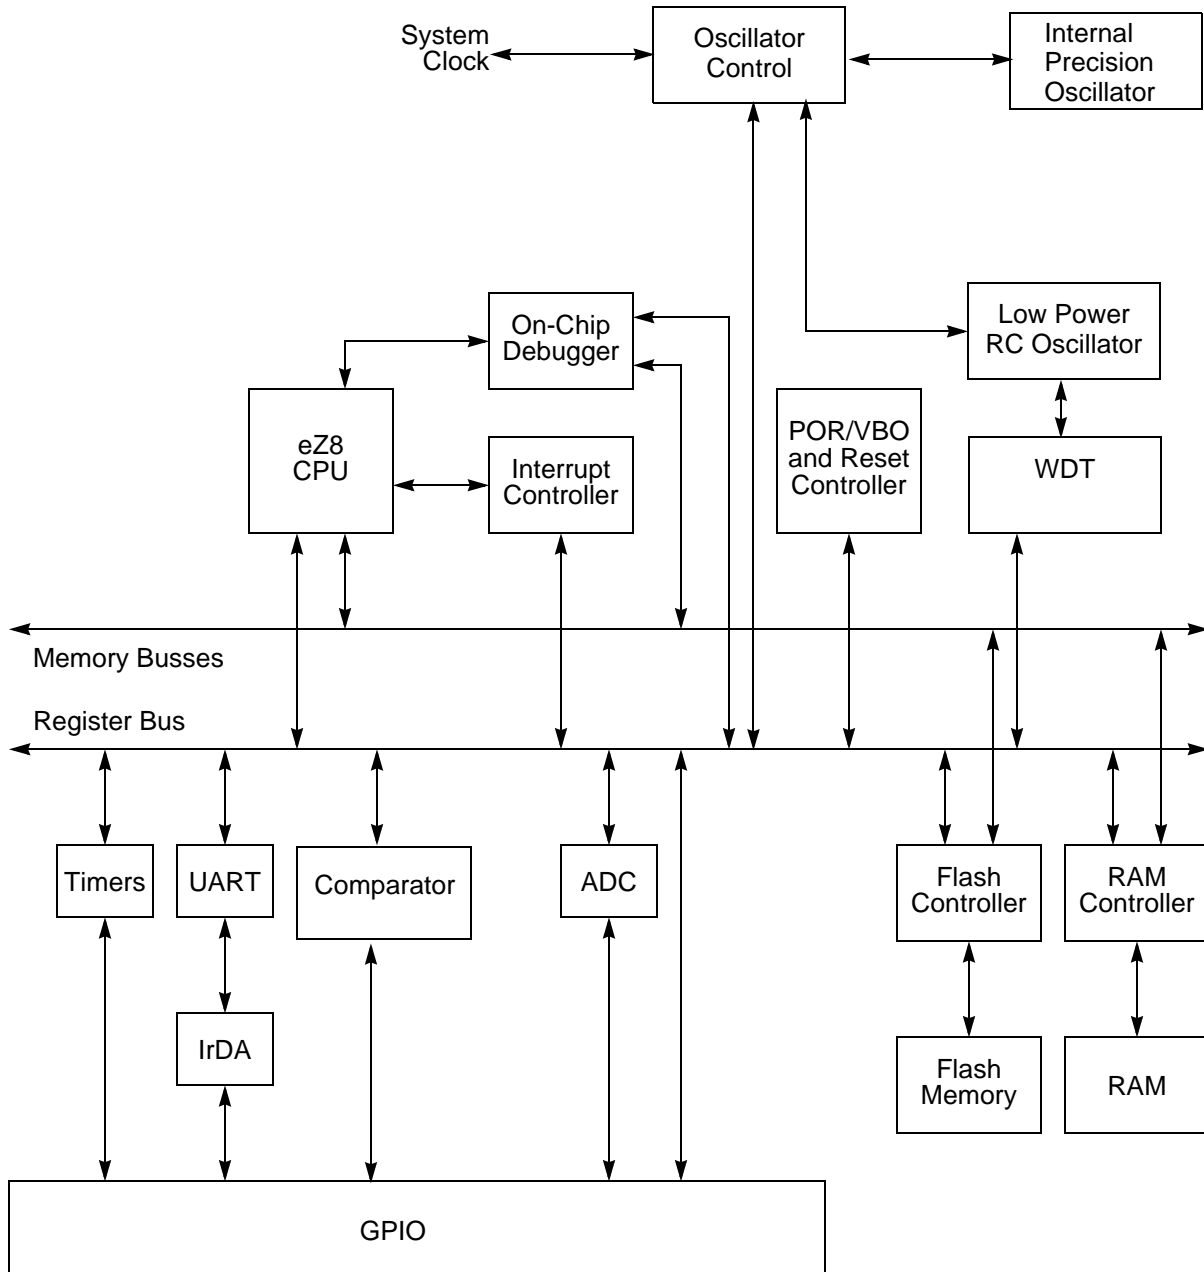 System
Clock
Oscillator
Control
Internal
Precision
Oscillator
On-Chip
Debugger
Low Power
RC Oscillator
eZ8
CPU
Interrupt
Controller
POR/VBO
and Reset
Controller
WDT
Memory Busses
Register Bus
Timers
UART
Comparator
ADC
Flash
Controller
RAM
Controller
IrDA
Flash
Memory
RAM
GPIO